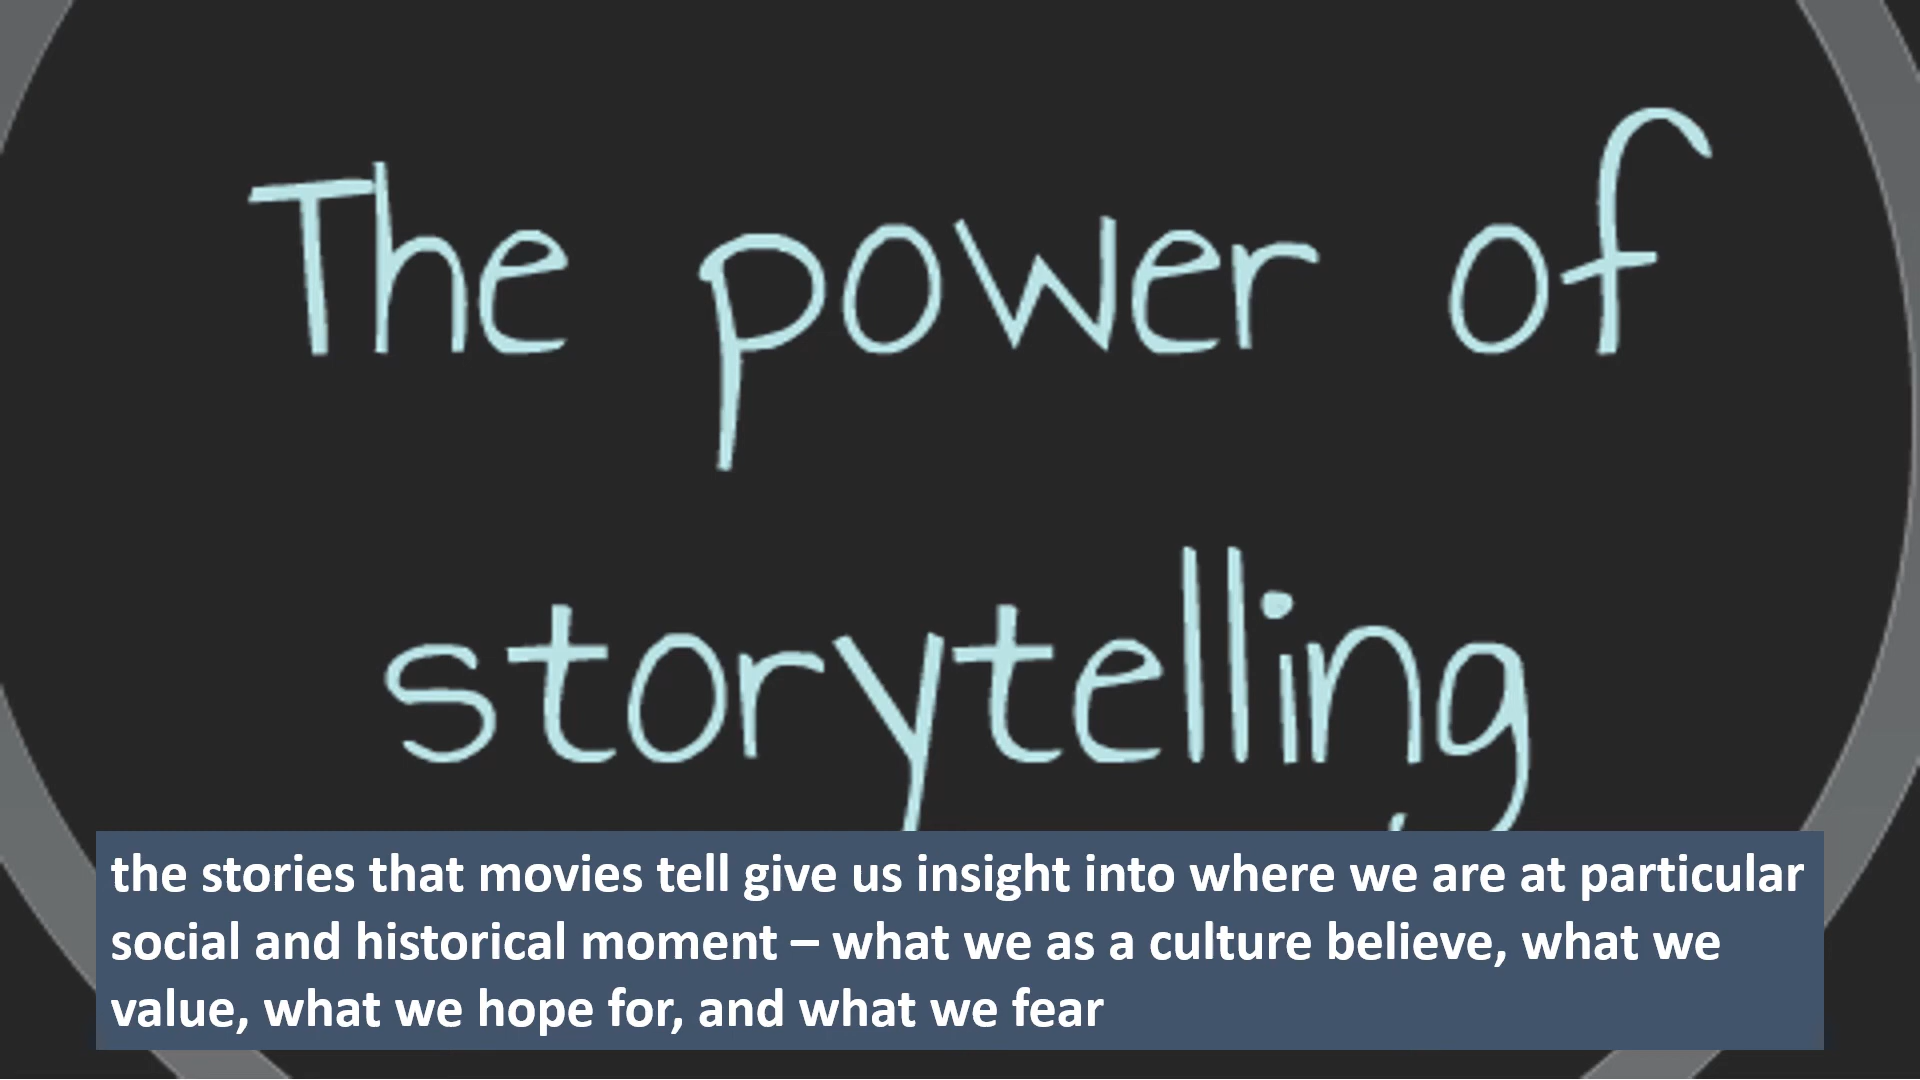 The power of
storytelling
the stories that movies tell give us insight into where we are at particular
social and historical moment – what we as a culture believe, what we
value, what we hope for, and what we fear